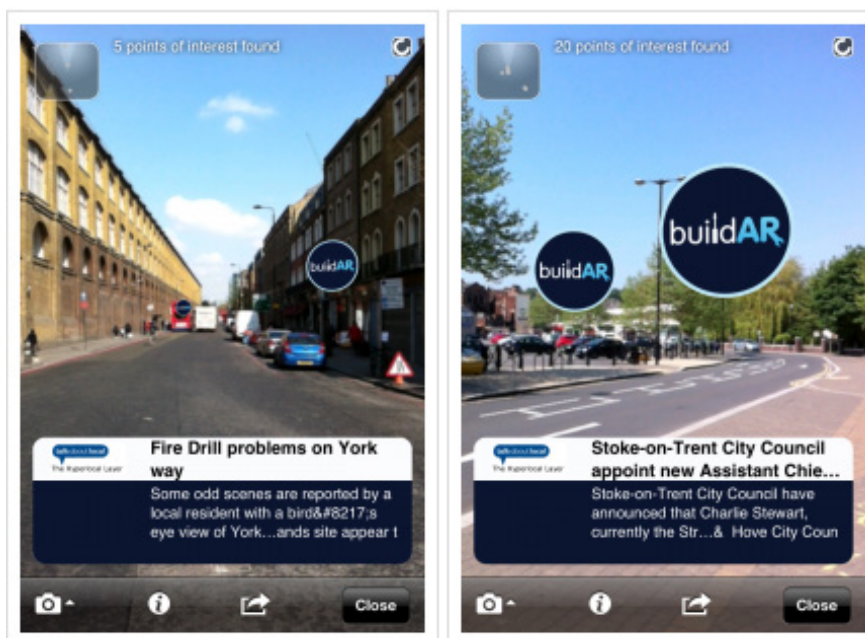 5 points of interest found
buildAR
talk about local
The Hyperlocal Layer
Fire Drill problems on York
way
Some odd scenes are reported by a
local resident with a bird&#8217;s
eye view of York...ands site appear t
i
Close
20 points of interest found
buildAR
buildAR
talk about local
The Hyperlocal Layer
Stoke-on-Trent City Council
appoint new Assistant Chie...
Stoke-on-Trent City Council have
announced that Charlie Stewart,
currently the Str...& Hove City Coun
i
Close